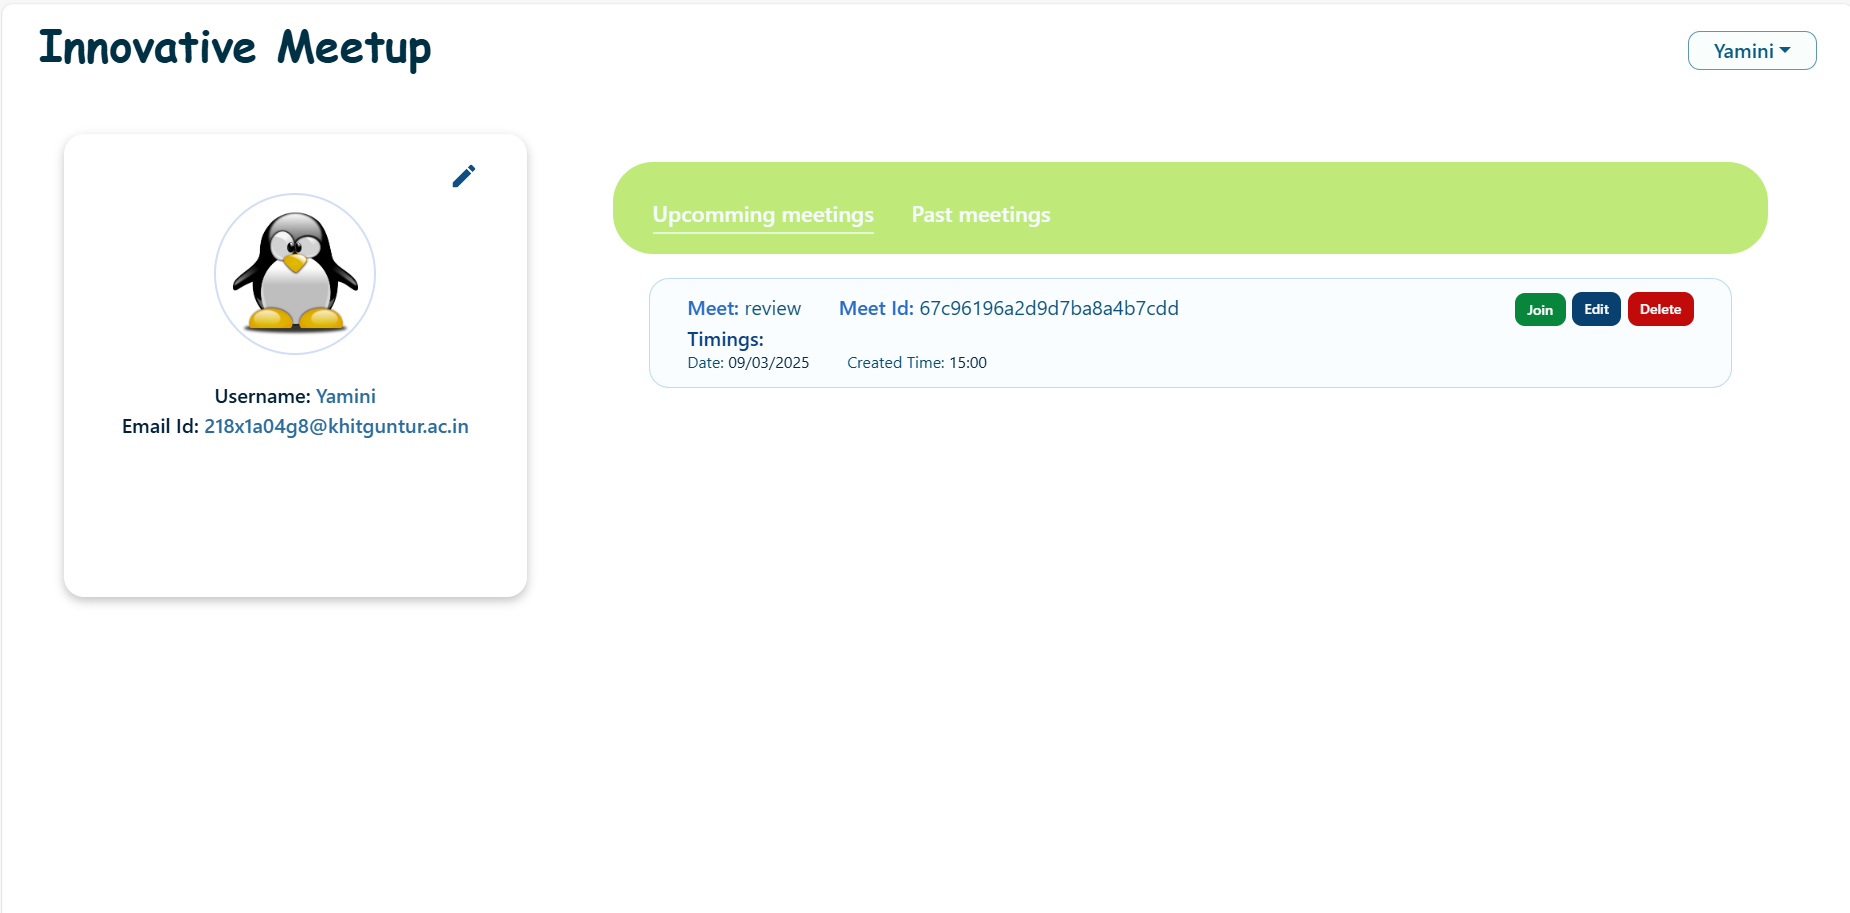 Innovative Meetup
Yamini
Username: Yamini
Email Id: 218x1a04g8@khitguntur.ac.in
Upcomming meetings Past meetings
Meet: review Meet Id: 67c96196a2d9d7ba8a4b7cdd Join Edit Delete
Timings:
Date: 09/03/2025 Created Time: 15:00